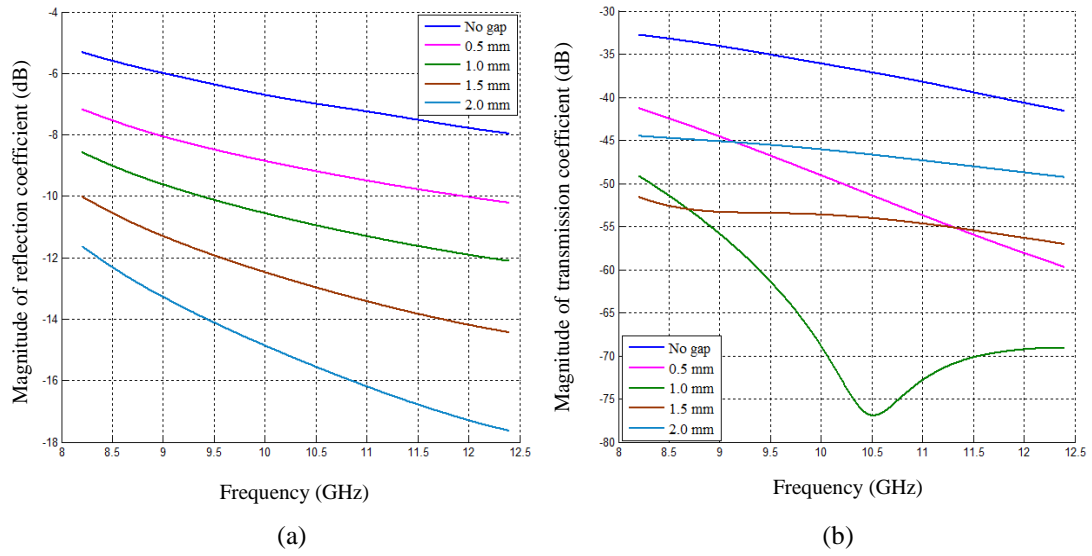 Magnitude of reflection coefficient (dB)
-4
-6
-8
-10
-12
-14
-16
-18
8 8.5 9 9.5 10 10.5 11 11.5 12 12.5
Frequency (GHz)
No gap
0.5 mm
1.0 mm
1.5 mm
2.0 mm
(a)
Magnitude of transmission coefficient (dB)
-30
-35
-40
-45
-50
-55
-60
-65
-70
-75
-80
8 8.5 9 9.5 10 10.5 11 11.5 12 12.5
Frequency (GHz)
No gap
0.5 mm
1.0 mm
1.5 mm
2.0 mm
(b)